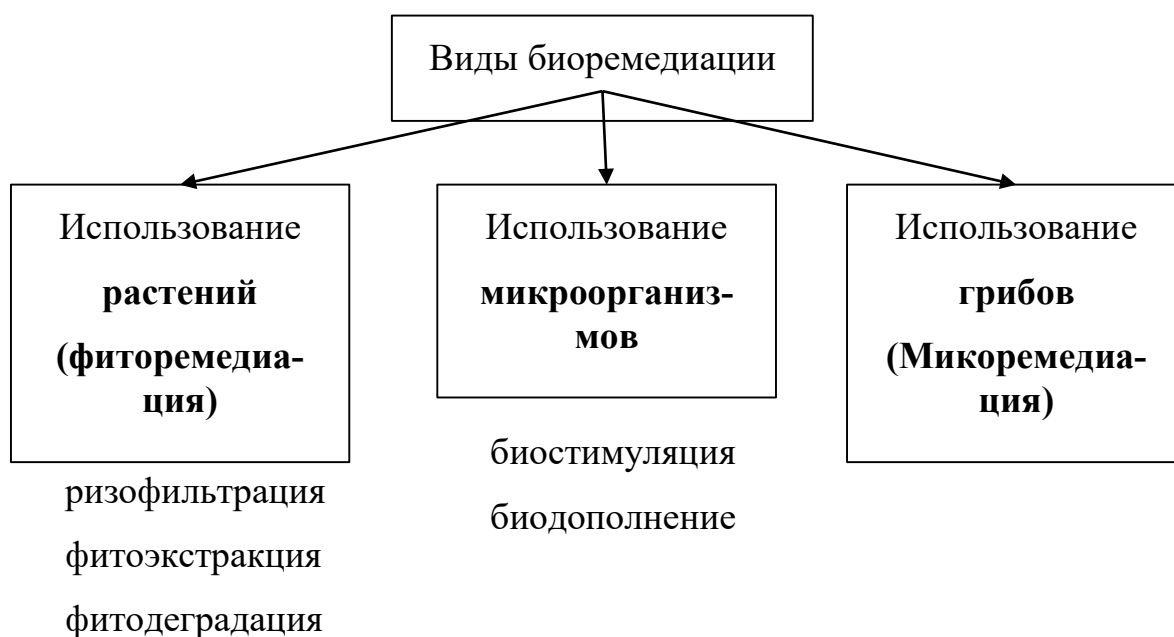 Виды биоремедиации
Использование
растений
(фиторемедиа-
ция)
ризофильтрация
фитоэкстракция
фитодеградация
Использование
микроорганиз-
мов
биостимуляция
биодополнение
Использование
грибов
(Микоремедиа-
ция)